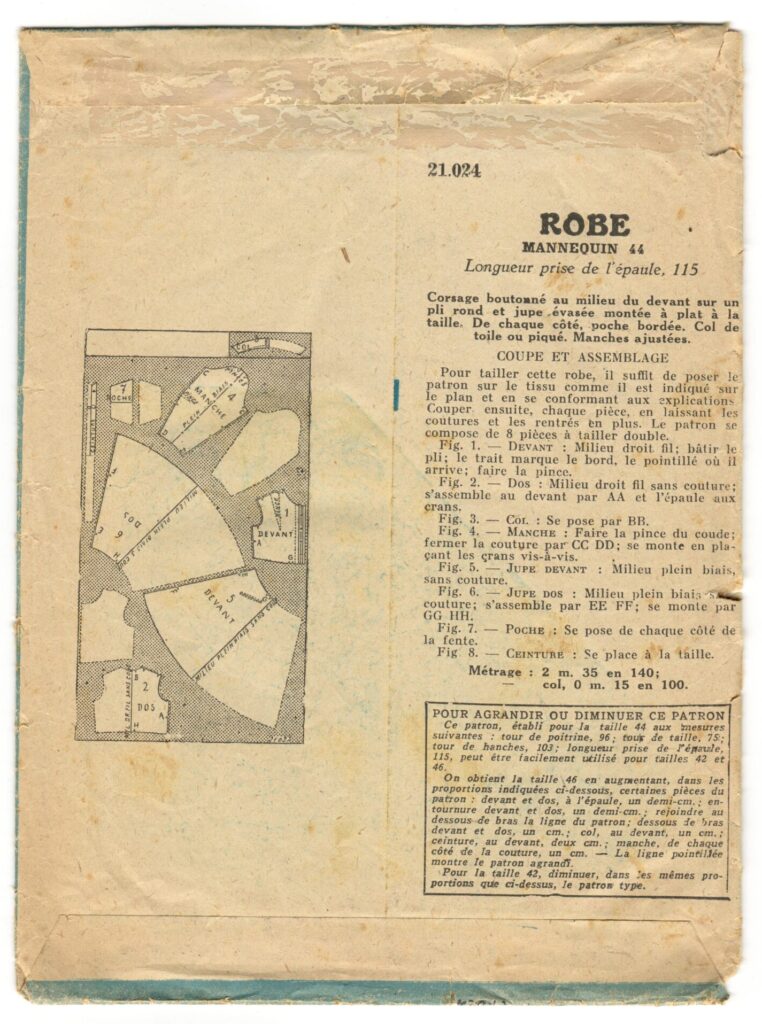 21.024
ROBE
MANNEQUIN 44
Longueur prise de l'épaule, 115
Corsage boutonné au milieu du devant sur un
pli rond et jupe évasée montée à plat à la
taille. De chaque côté, poche bordée. Col de
toile ou piqué. Manches ajustées.
COUPE ET ASSEMBLAGE
Pour tailler cette robe, il suffit de poser le
patron sur le tissu comme il est indiqué sur
le plan et en se conformant aux explications
Couper ensuite, chaque pièce, en laissant les
coutures et les rentrés en plus. Le patron se
compose de 8 pièces à tailler double.
Fig. 1. — DEVANT : Milieu droit fil; bâtir le
pli; le trait marque le bord, le pointillé où il
arrive; faire la pince.
Fig. 2. — DOS : Milieu droit fil sans couture;
s'assemble au devant par AA et l'épaule aux
crans.
Fig. 3. — COL : Se pose par BB.
Fig. 4. — MANCHE : Faire la pince du coude;
fermer la couture par CC DD; se monte en pla-
çant les crans vis-à-vis.
Fig. 5. — JUPE DEVANT : Milieu plein biais,
sans couture.
Fig. 6. — JUPE DOS : Milieu plein biais
couture; s'assemble par EE FF; se monte par
GG HH.
Fig. 7. — POCHE : Se pose de chaque côté de
la fente.
Fig 8. — CEINTURE : Se place à la taille.
Métrage : 2 m. 35 en 140;
— col, 0 m. 15 en 100.
POUR AGRANDIR OU DIMINUER CE PATRON
Ce patron, établi pour la taille 44 aux mesures
suivantes : tour de poitrine, 96; tour de taille, 75;
tour de hanches, 103; longueur prise de l'épaule,
115, peut être facilement utilisé pour tailles 42 et
46.
On obtient la taille 46 en augmentant, dans les
proportions indiquées ci-dessous, certaines pièces du
patron : devant et dos, à l'épaule, un demi-cm.; en-
tournure devant et dos, un demi-cm.; rejoindre au
dessous de bras la ligne du patron; dessous de bras
devant et dos, un cm.; col, au devant, un cm.;
ceinture, au devant, deux cm.; manche, de chaque
côté de la couture, un cm. — La ligne pointillée
montre le patron agrandi.
Pour la taille 42, diminuer, dans les mêmes pro-
portions que ci-dessus, le patron type.
COL
7
POCHE
4
MANCHE
PLEIN BIAIS
DOS
6
E
H
1
DEVANT
A
G
5
DEVANT
MILIEU PLEIN BIAIS SANS COUT
B
2
DOS
A
H